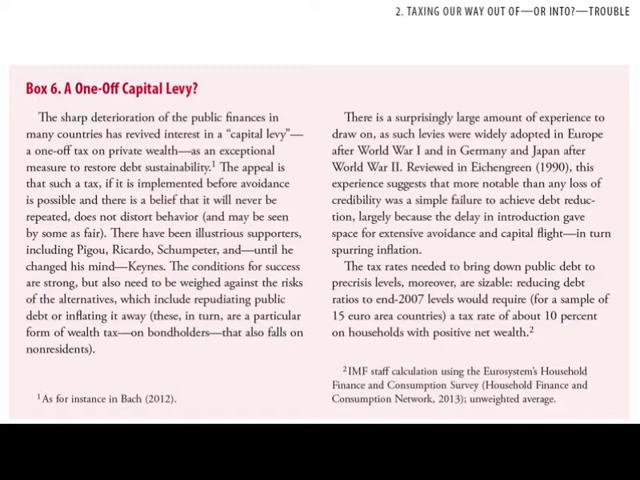 2. TAXING OUR WAY OUT OF—OR INTO?—TROUBLE
Box 6. A One-Off Capital Levy?
The sharp deterioration of the public finances in
many countries has revived interest in a “capital levy”—
a one-off tax on private wealth—as an exceptional
measure to restore debt sustainability.1 The appeal is
that such a tax, if it is implemented before avoidance
is possible and there is a belief that it will never be
repeated, does not distort behavior (and may be seen
by some as fair). There have been illustrious supporters,
including Pigou, Ricardo, Schumpeter, and—until he
changed his mind—Keynes. The conditions for success
are strong, but also need to be weighed against the risks
of the alternatives, which include repudiating public
debt or inflating it away (these, in turn, are a particular
form of wealth tax—on bondholders—that also falls on
nonresidents).
1As for instance in Bach (2012).
There is a surprisingly large amount of experience to
draw on, as such levies were widely adopted in Europe
after World War I and in Germany and Japan after
World War II. Reviewed in Eichengreen (1990), this
experience suggests that more notable than any loss of
credibility was a simple failure to achieve debt reduc-
tion, largely because the delay in introduction gave
space for extensive avoidance and capital flight—in turn
spurring inflation.
The tax rates needed to bring down public debt to
precrisis levels, moreover, are sizable: reducing debt
ratios to end-2007 levels would require (for a sample of
15 euro area countries) a tax rate of about 10 percent
on households with positive net wealth.2
2IMF staff calculation using the Eurosystem’s Household
Finance and Consumption Survey (Household Finance and
Consumption Network, 2013); unweighted average.